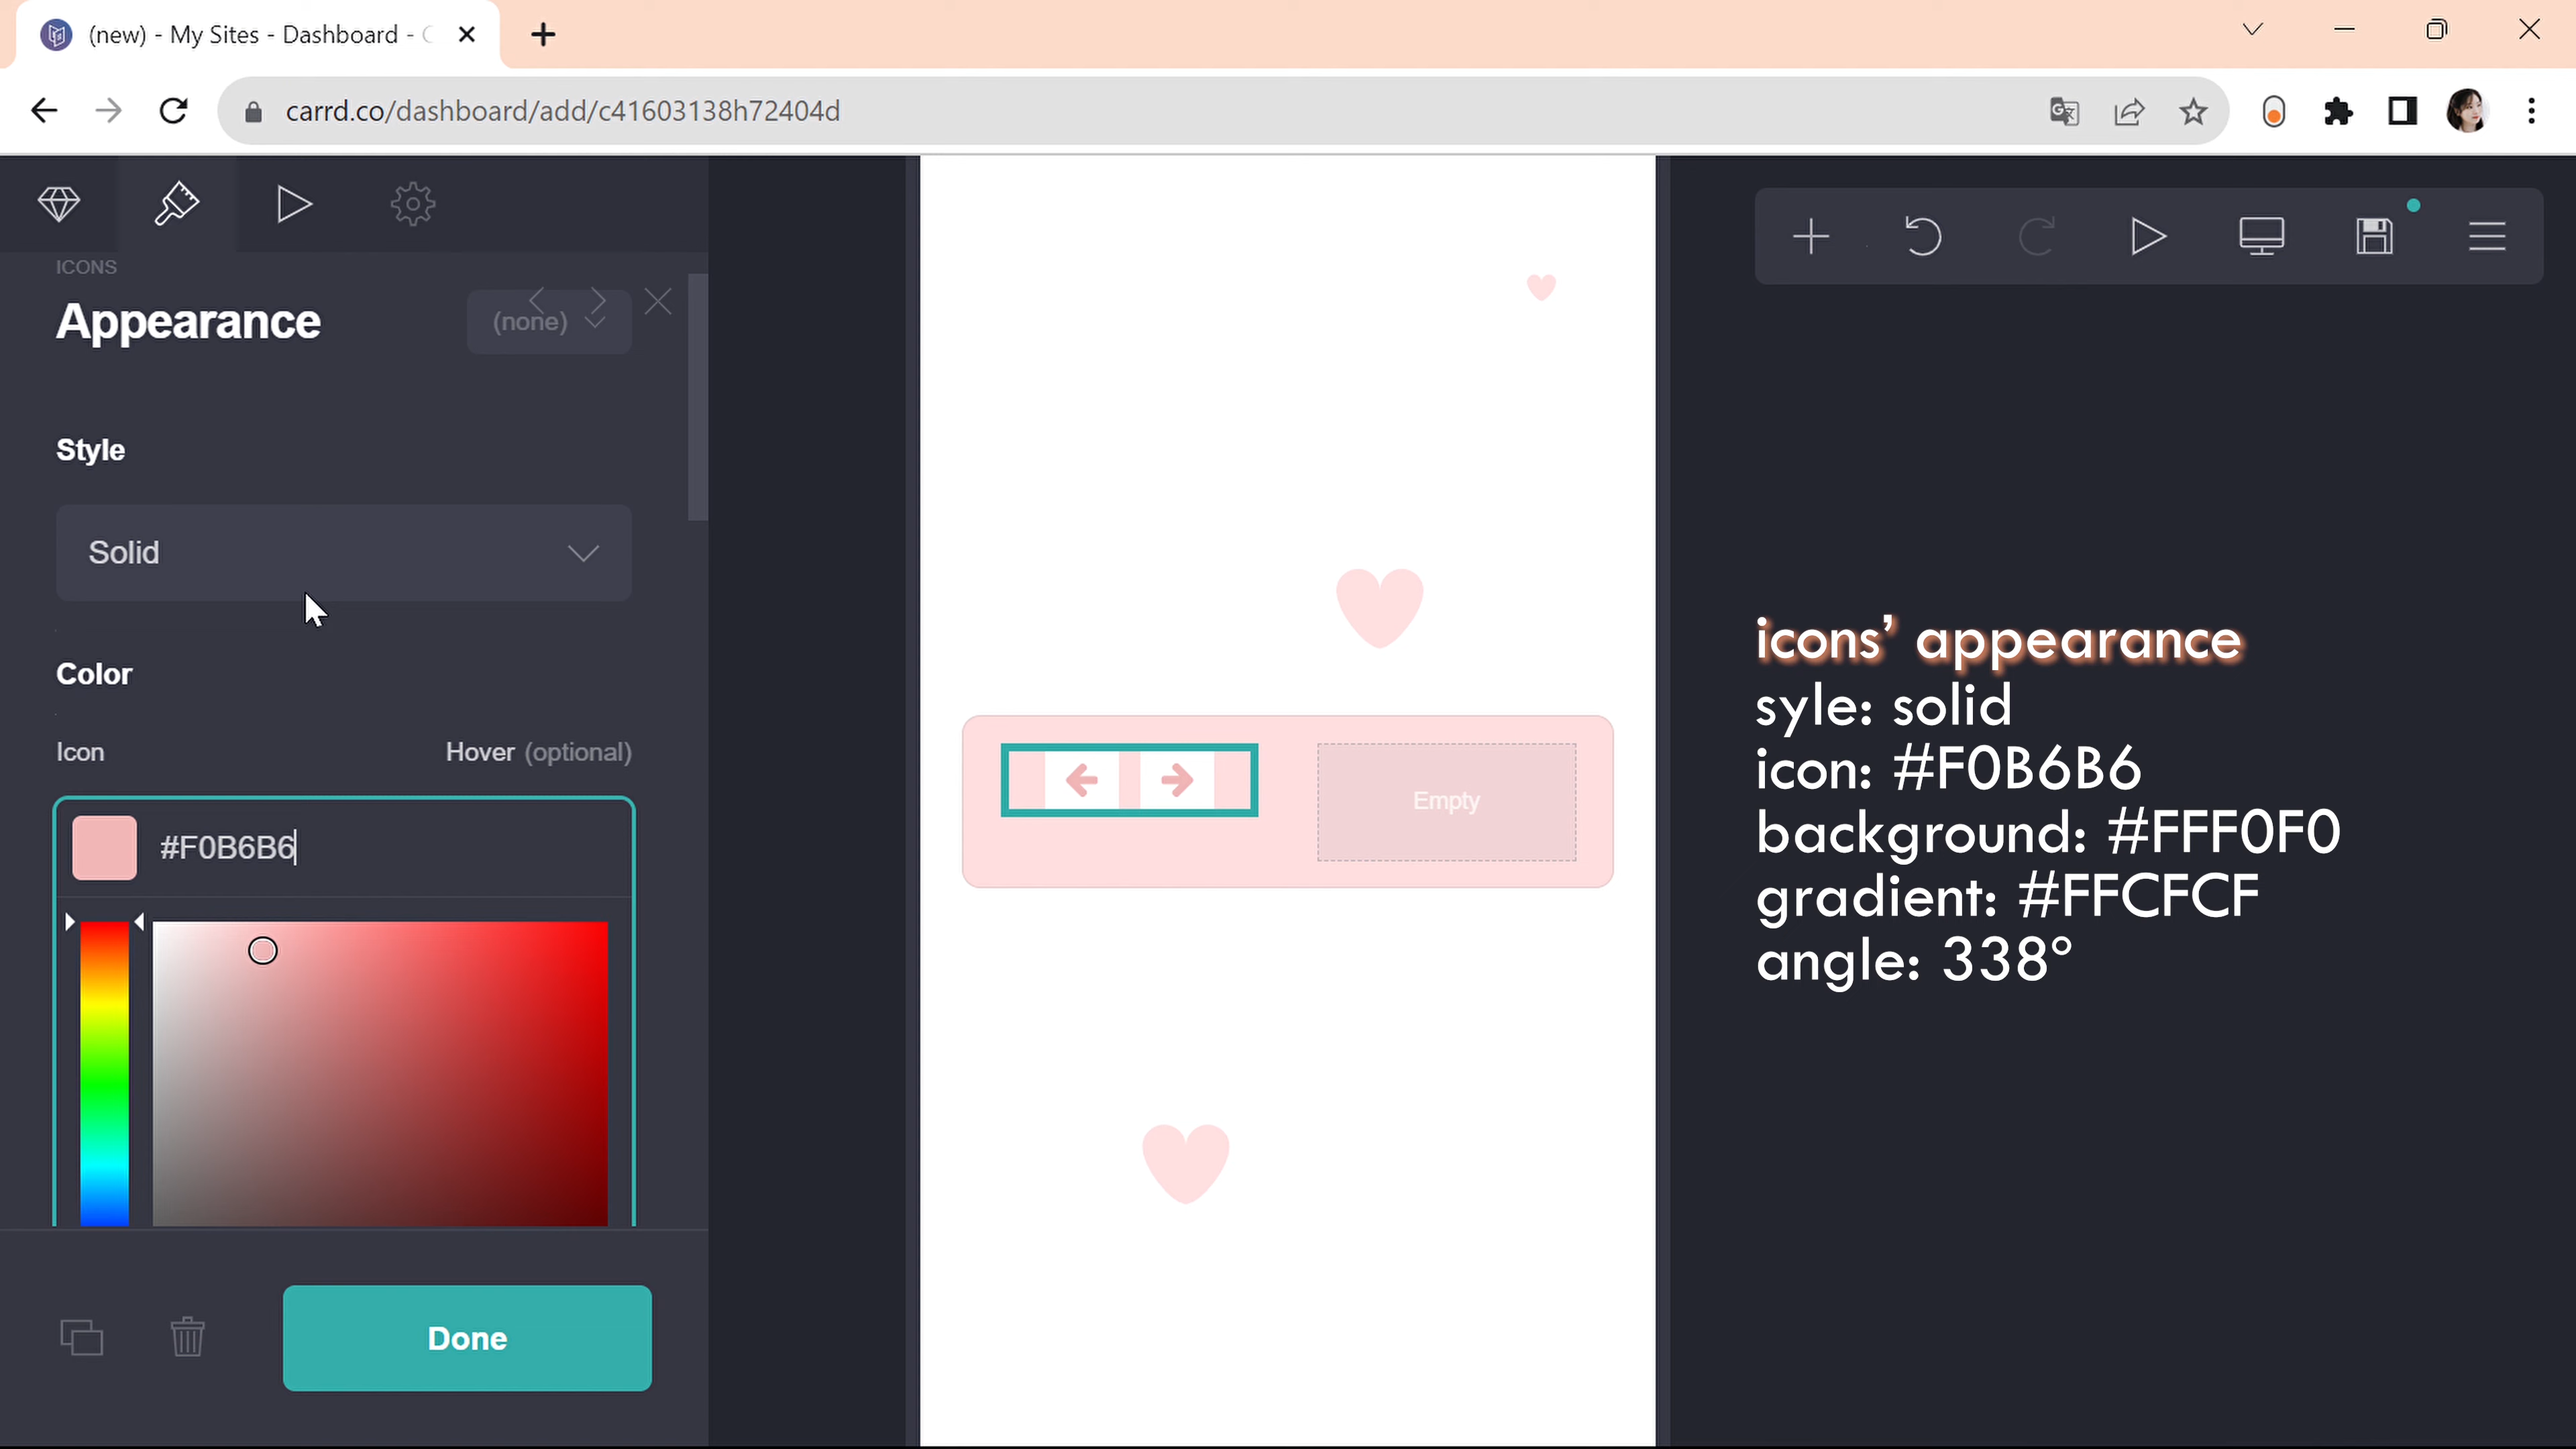 (new) - My Sites - Dashboard -
carrd.co/dashboard/add/c41603138h72404d
ICONS
Appearance
(none)
Style
Solid
Color
Icon
Hover (optional)
#F0B6B6
Done
Empty
icons’ appearance
syle: solid
icon: #F0B6B6
background: #FFF0F0
gradient: #FFCFCF
angle: 338°